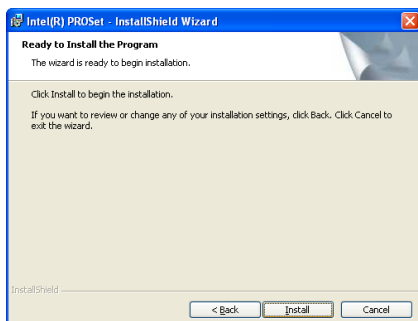 Intel(R) PROSet - InstallShield Wizard
Ready to Install the Program
The wizard is ready to begin installation.
Click Install to begin the installation.
If you want to review or change any of your installation settings, click Back. Click Cancel to
exit the wizard.
InstallShield
< Back Install Cancel